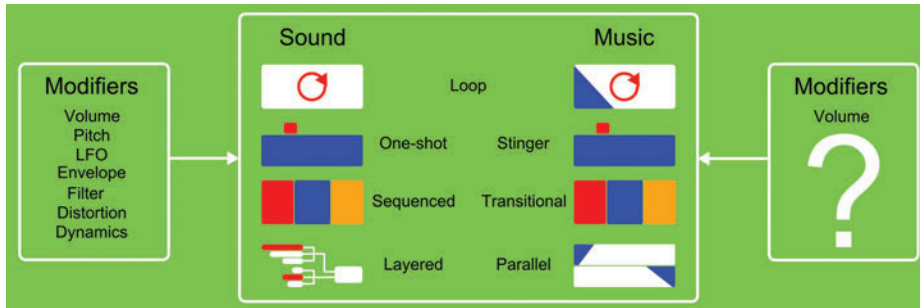 Sound
Music
Modifiers
Volume
Pitch
LFO
Envelope
Filter
Distortion
Dynamics
Loop
One-shot
Stinger
Sequenced
Transitional
Layered
Parallel
Modifiers
Volume
?